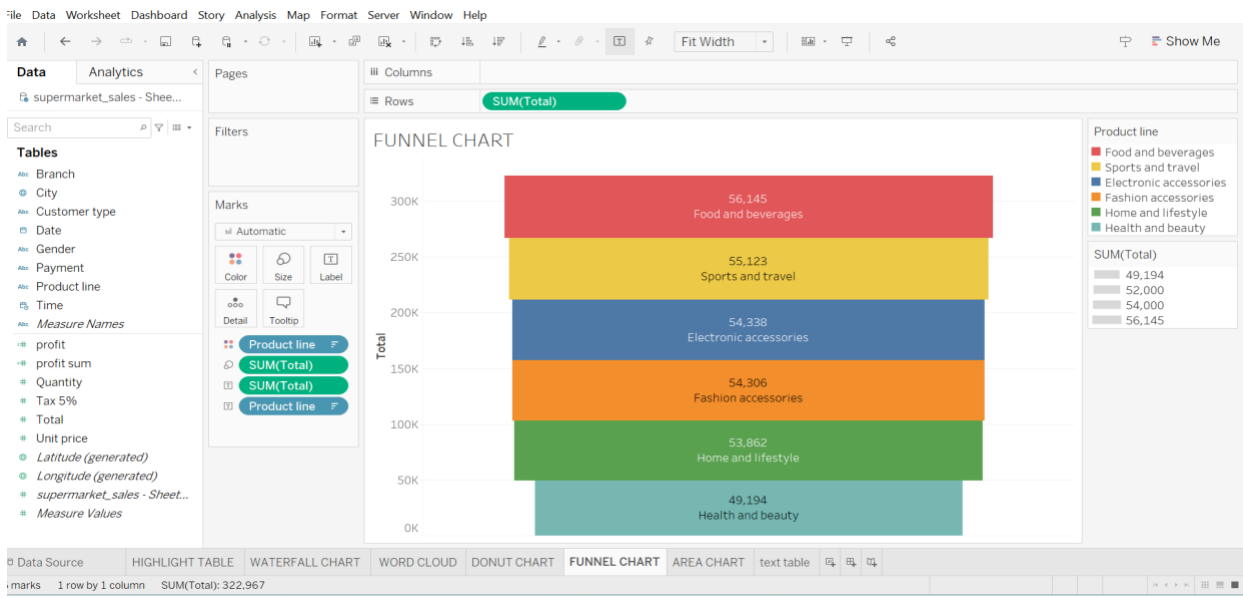 File Data Worksheet Dashboard Story Analysis Map Format Server Window Help
Fit Width
Show Me
Data Analytics
supermarket_sales - Shee...
Search
Tables
Abc Branch
City
Abc Customer type
Date
Abc Gender
Abc Payment
Abc Product line
Time
Abc Measure Names
profit
profit sum
Quantity
Tax 5%
Total
Unit price
Latitude (generated)
Longitude (generated)
supermarket_sales - Sheet...
Measure Values
Pages
Filters
Marks
Automatic
Color Size Label
Detail Tooltip
Product line
SUM(Total)
SUM(Total)
Product line
Columns
Rows SUM(Total)
FUNNEL CHART
Total
300K
250K
200K
150K
100K
50K
0K
56,145
Food and beverages
55,123
Sports and travel
54,338
Electronic accessories
54,306
Fashion accessories
53,862
Home and lifestyle
49,194
Health and beauty
Product line
Food and beverages
Sports and travel
Electronic accessories
Fashion accessories
Home and lifestyle
Health and beauty
SUM(Total)
49,194
52,000
54,000
56,145
Data Source HIGHLIGHT TABLE WATERFALL CHART WORD CLOUD DONUT CHART FUNNEL CHART AREA CHART text table
marks 1 row by 1 column SUM(Total): 322,967